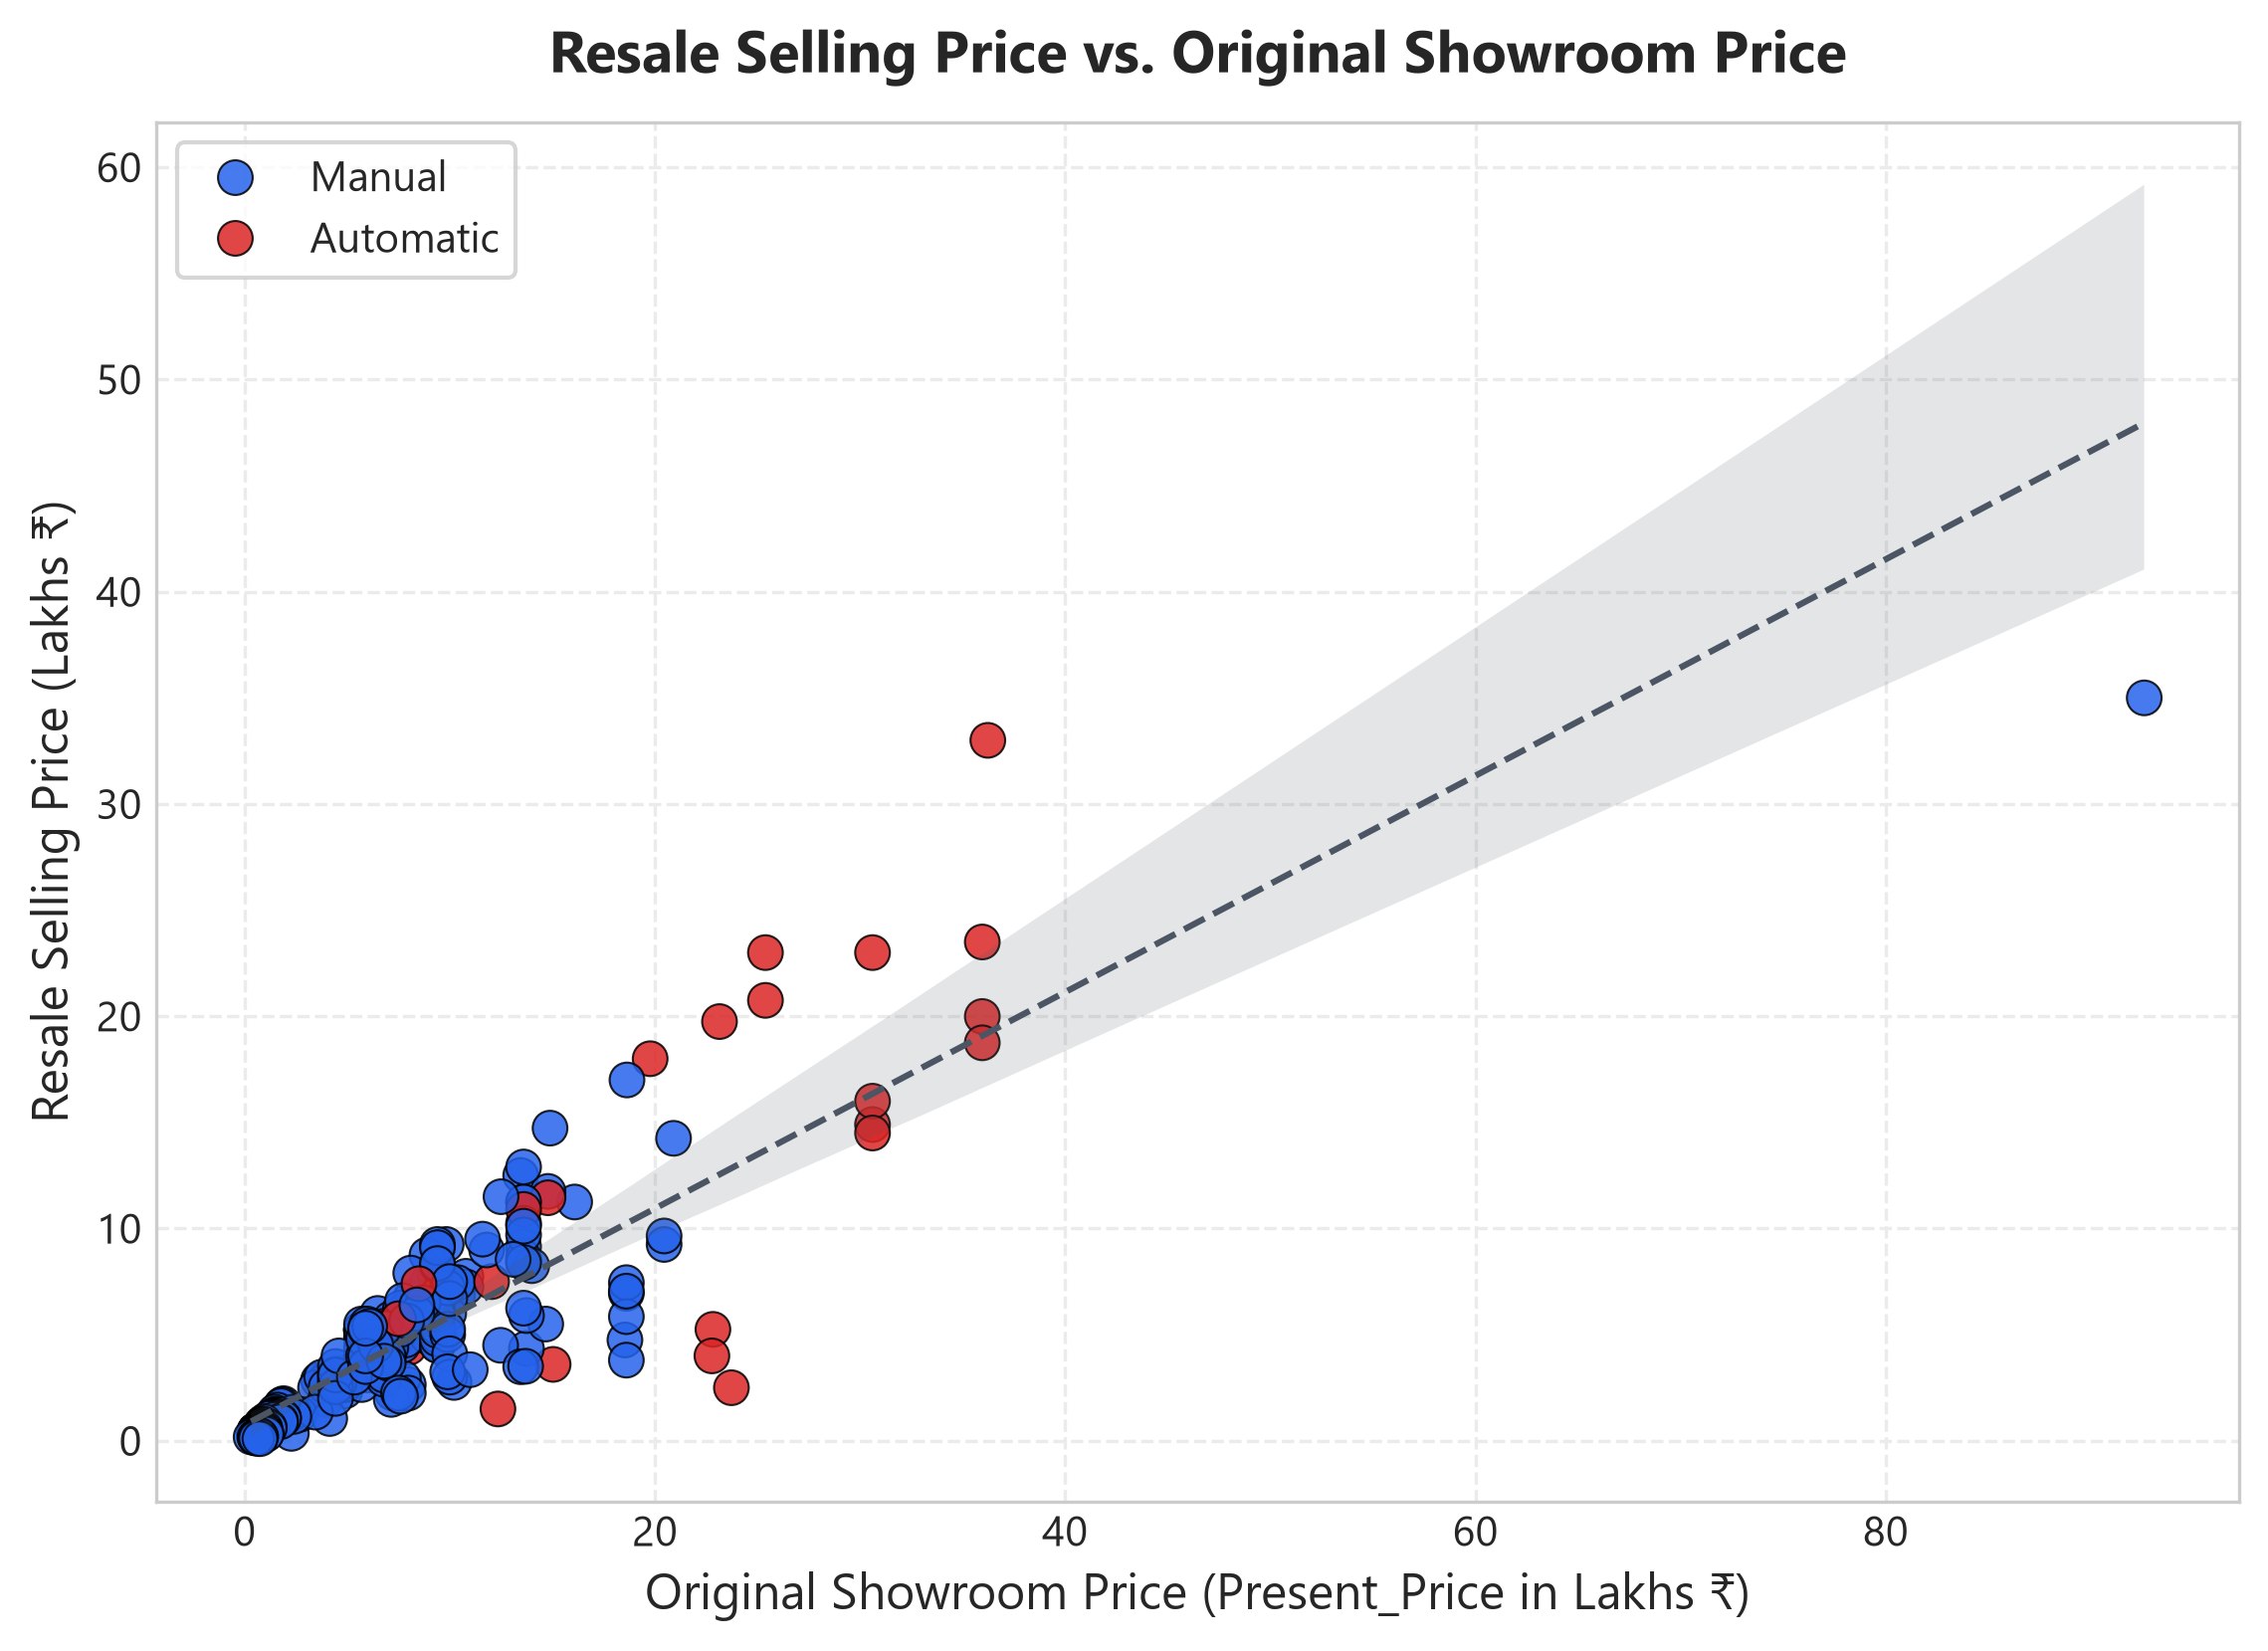 Resale Selling Price vs. Original Showroom Price
Manual
Automatic
60
50
40
30
20
10
0
Resale Selling Price (Lakhs ₹)
0 20 40 60 80
Original Showroom Price (Present_Price in Lakhs ₹)